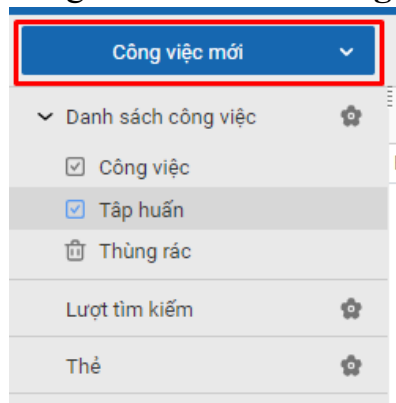 Công việc mới
Danh sách công việc
Công việc
Tập huấn
Thùng rác
Lượt tìm kiếm
Thẻ